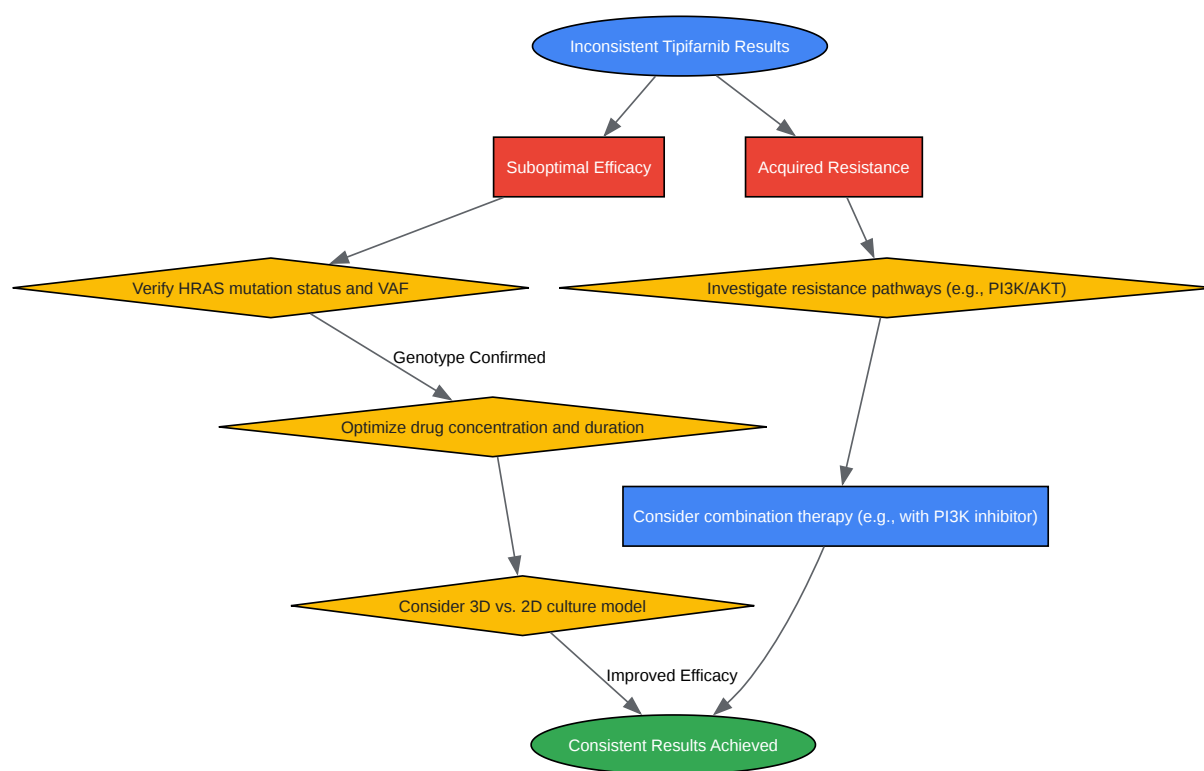 Inconsistent Tipifarnib Results
Suboptimal Efficacy
Acquired Resistance
Verify HRAS mutation status and VAF
Investigate resistance pathways (e.g., PI3K/AKT)
Genotype Confirmed
Optimize drug concentration and duration
Consider combination therapy (e.g., with PI3K inhibitor)
Consider 3D vs. 2D culture model
Improved Efficacy
Consistent Results Achieved